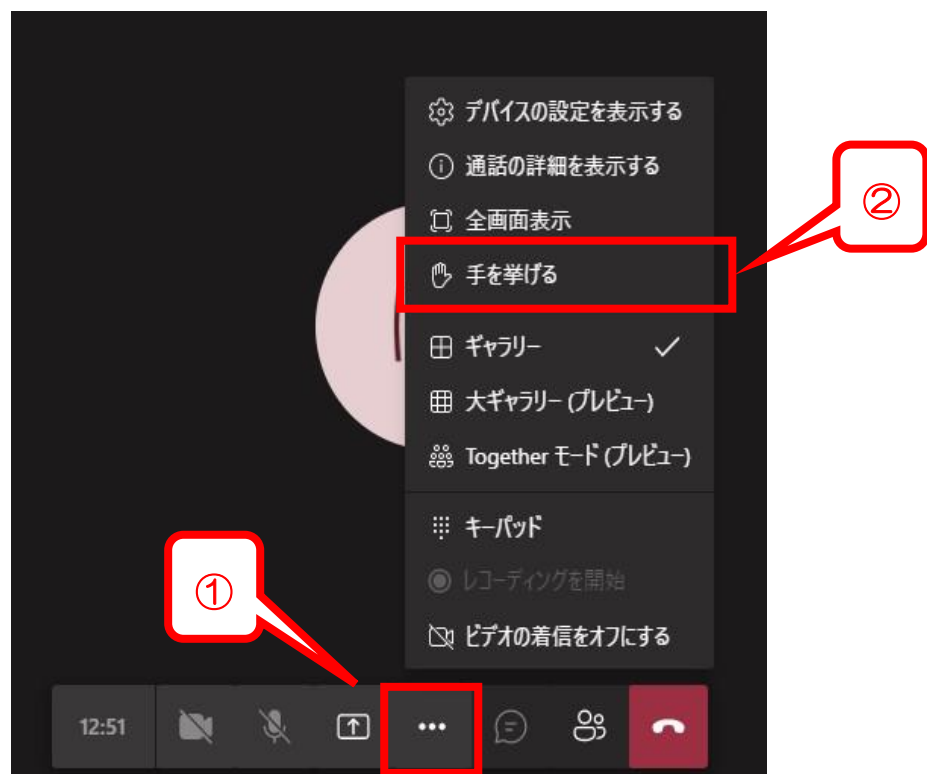 デバイスの設定を表示する
通話の詳細を表示する
全画面表示
手を挙げる
②
ギャラリー
大ギャラリー (プレビュー)
Together モード (プレビュー)
キーパッド
レコーディングを開始
ビデオの着信をオフにする
①
12:51